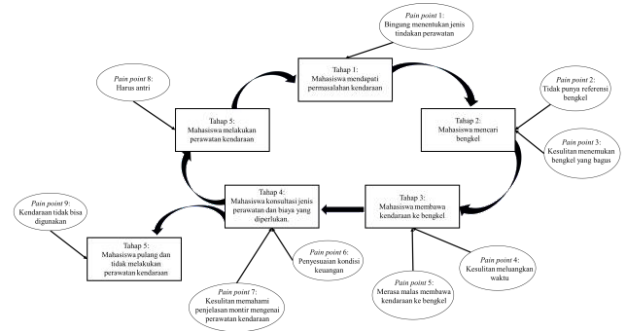 Pain point 1:
Bingung menentukan jenis
tindakan perawatan
Tahap 1:
Mahasiswa mendapati
permasalahan kendaraan
Pain point 8:
Harus antri
Pain point 2:
Tidak punya referensi
bengkel
Tahap 5:
Mahasiswa melakukan
perawatan kendaraan
Tahap 2:
Mahasiswa mencari
bengkel
Pain point 3:
Kesulitan menemukan
bengkel yang bagus
Tahap 4:
Mahasiswa konsultasi jenis
perawatan dan biaya yang
diperlukan.
Tahap 3:
Mahasiswa membawa
kendaraan ke bengkel
Pain point 9:
Kendaraan tidak bisa
digunakan
Tahap 5:
Mahasiswa pulang dan
tidak melakukan
perawatan kendaraan
Pain point 6:
Penyesuaian kondisi
keuangan
Pain point 4:
Kesulitan meluangkan
waktu
Pain point 7:
Kesulitan memahami
penjelasan montir mengenai
perawatan kendaraan
Pain point 5:
Merasa malas membawa
kendaraan ke bengkel